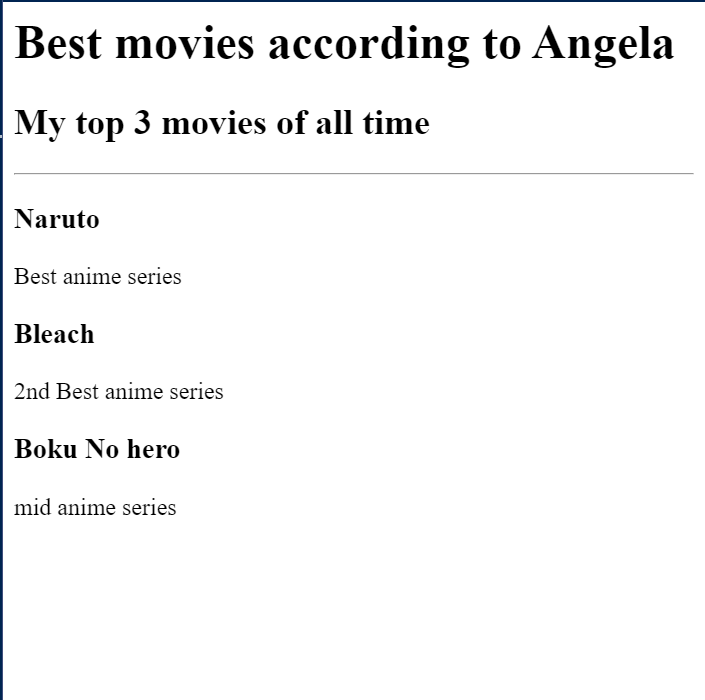 Best movies according to Angela
My top 3 movies of all time
Naruto
Best anime series
Bleach
2nd Best anime series
Boku No hero
mid anime series